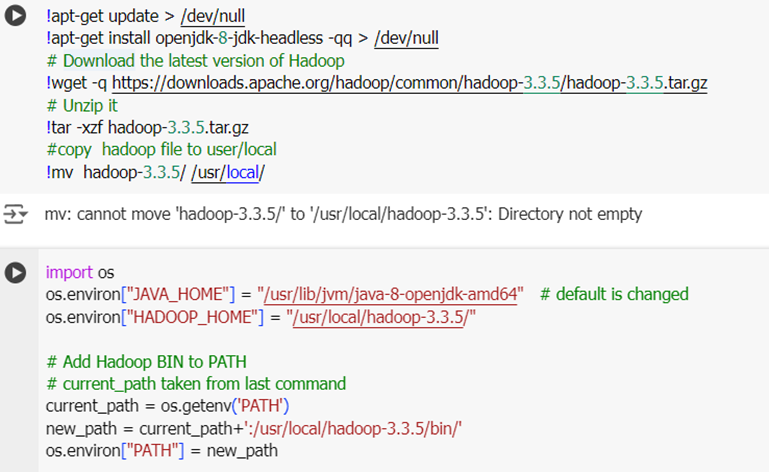 !apt-get update > /dev/null
!apt-get install openjdk-8-jdk-headless -qq > /dev/null
# Download the latest version of Hadoop
!wget -q https://downloads.apache.org/hadoop/common/hadoop-3.3.5/hadoop-3.3.5.tar.gz
# Unzip it
!tar -xzf hadoop-3.3.5.tar.gz
#copy  hadoop file to user/local
!mv  hadoop-3.3.5/ /usr/local/
mv: cannot move 'hadoop-3.3.5/' to '/usr/local/hadoop-3.3.5': Directory not empty
import os
os.environ["JAVA_HOME"] = "/usr/lib/jvm/java-8-openjdk-amd64"  # default is changed
os.environ["HADOOP_HOME"] = "/usr/local/hadoop-3.3.5/"
# Add Hadoop BIN to PATH
# current_path taken from last command
current_path = os.getenv('PATH')
new_path = current_path+':/usr/local/hadoop-3.3.5/bin/'
os.environ["PATH"] = new_path